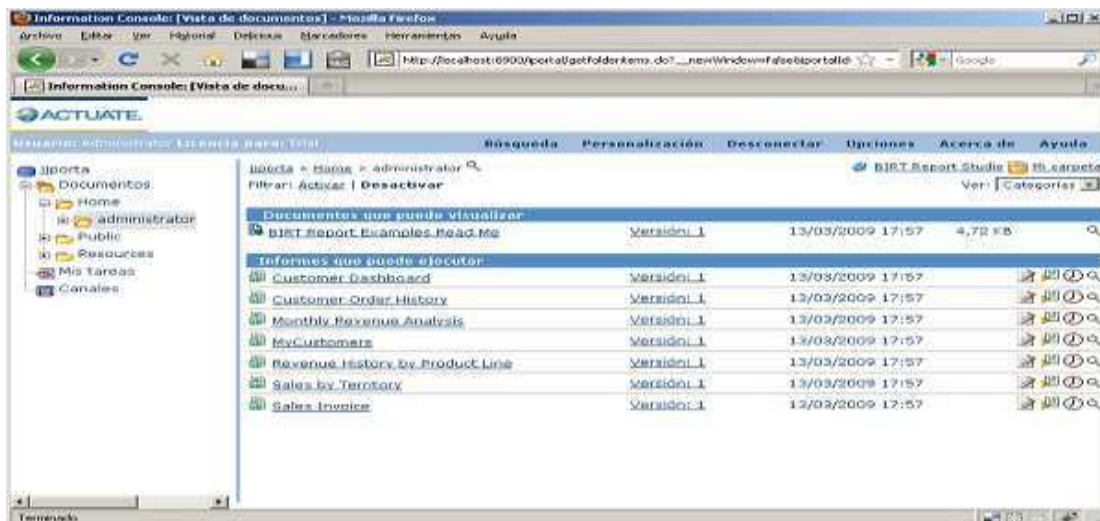 Information Console: [Vista de documentos] - Mozilla Firefox
Archivo Editar Ver Historial Delicious Marcadores Herramientas Ayuda
Google
Information Console: [Vista de docu...
ACTUATE.
Usuario: Administrator Licencia para: Trial Búsqueda Personalización Desconectar Opciones Acerca de Ayuda
Documentos
Home
administrator
Public
Resources
Mis tareas
Canales
> Home > administrator
BIRT Report Studio Mi carpeta
Filtrar: Activar | Desactivar
Ver: Categorías
Documentos que puede visualizar
BIRT Report Examples Read Me Versión: 1 13/03/2009 17:57 4,72 KB
Informes que puede ejecutar
Customer Dashboard Versión: 1 13/03/2009 17:57
Customer Order History Versión: 1 13/03/2009 17:57
Monthly Revenue Analysis Versión: 1 13/03/2009 17:57
MyCustomers Versión: 1 13/03/2009 17:57
Revenue History by Product Line Versión: 1 13/03/2009 17:57
Sales by Territory Versión: 1 13/03/2009 17:57
Sales Invoice Versión: 1 13/03/2009 17:57
Terminado